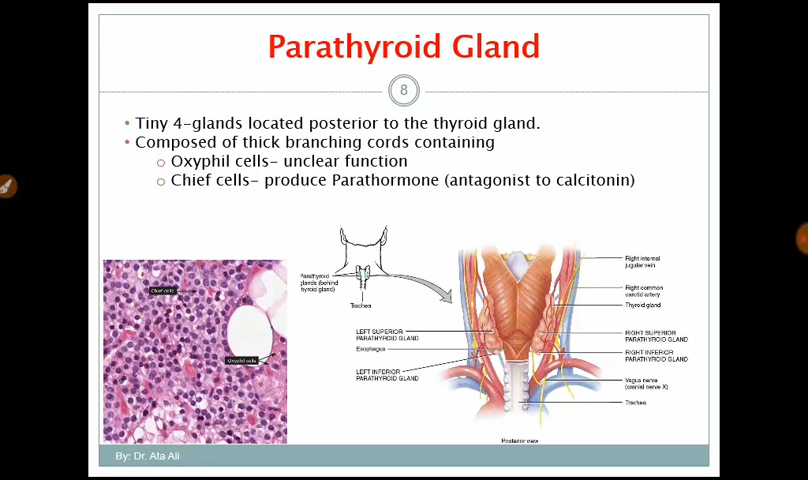 Parathyroid Gland
8
• Tiny 4-glands located posterior to the thyroid gland.
• Composed of thick branching cords containing
o Oxyphil cells– unclear function
o Chief cells– produce Parathormone (antagonist to calcitonin)
Chief cells
Oxyphil cells
Parathyroid
glands (behind
thyroid gland)
Trachea
LEFT SUPERIOR
PARATHYROID GLAND
Esophagus
LEFT INFERIOR
PARATHYROID GLAND
Right internal
jugular vein
Right common
carotid artery
Thyroid gland
RIGHT SUPERIOR
PARATHYROID GLAND
RIGHT INFERIOR
PARATHYROID GLAND
Vagus nerve
(cranial nerve X)
Trachea
Posterior view
By: Dr. Ata Ali